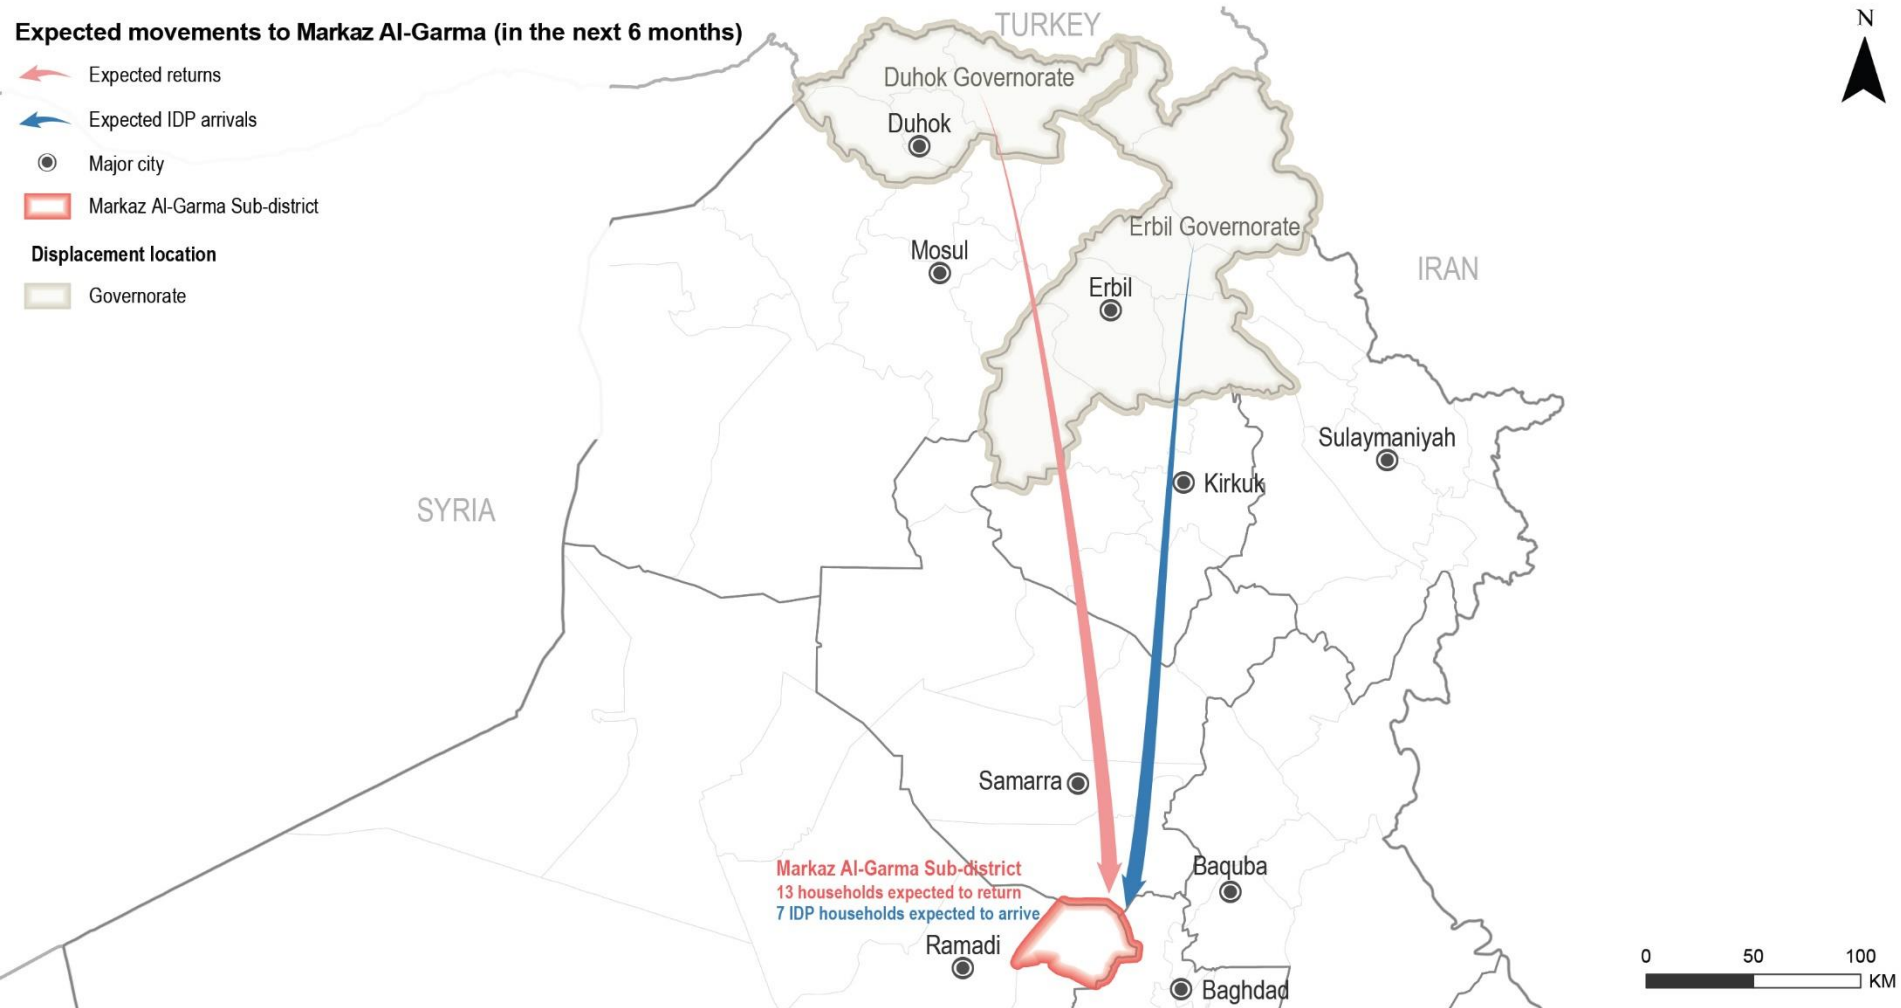 Expected movements to Markaz Al-Garma (in the next 6 months)
Expected returns
Expected IDP arrivals
Major city
Markaz Al-Garma Sub-district
Displacement location
Governorate
N
TURKEY
Duhok Governorate
Duhok
Erbil Governorate
Mosul
IRAN
Erbil
Sulaymaniyah
Kirkuk
SYRIA
Samarra
Baquba
Markaz Al-Garma Sub-district
13 households expected to return
7 IDP households expected to arrive
Ramadi
Baghdad
0 50 100
KM